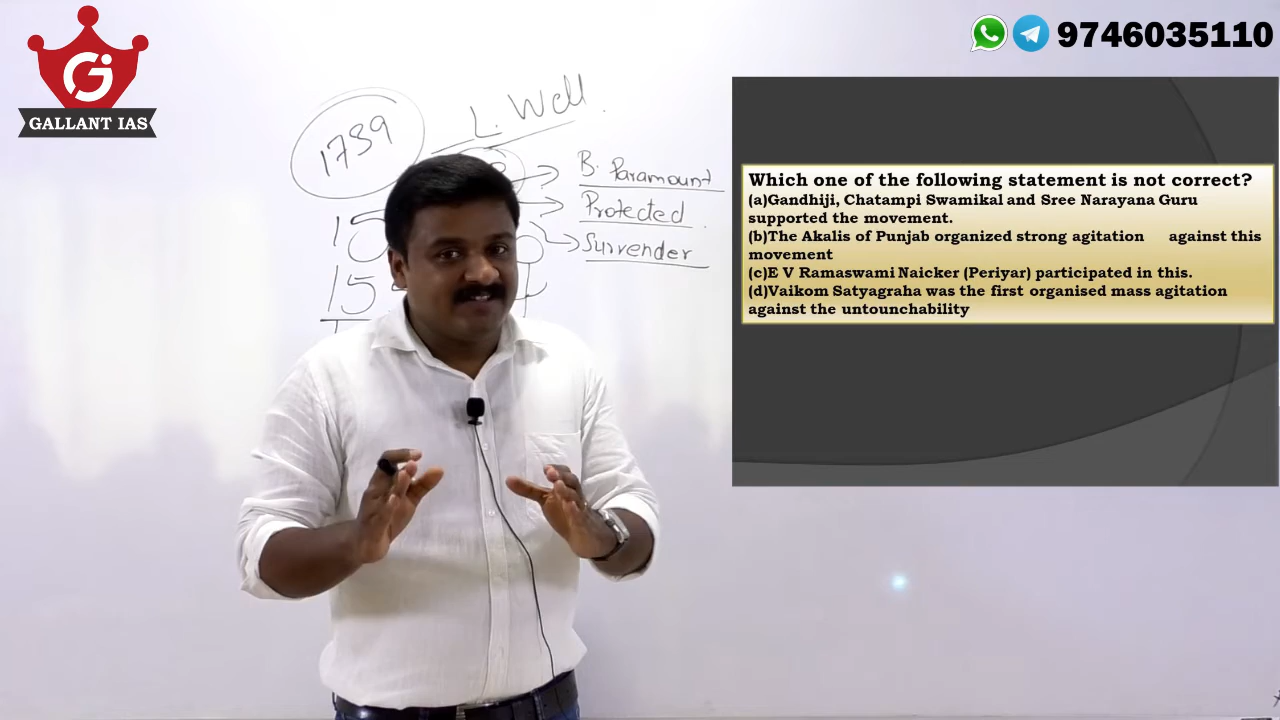 GALLANT IAS
9746035110
1739
L. Well
B. Paramount
Protected
Surrender
15
Which one of the following statement is not correct?
(a)Gandhiji, Chatampi Swamikal and Sree Narayana Guru
supported the movement.
(b)The Akalis of Punjab organized strong agitation against this
movement
(c)E V Ramaswami Naicker (Periyar) participated in this.
(d)Vaikom Satyagraha was the first organised mass agitation
against the untounchability